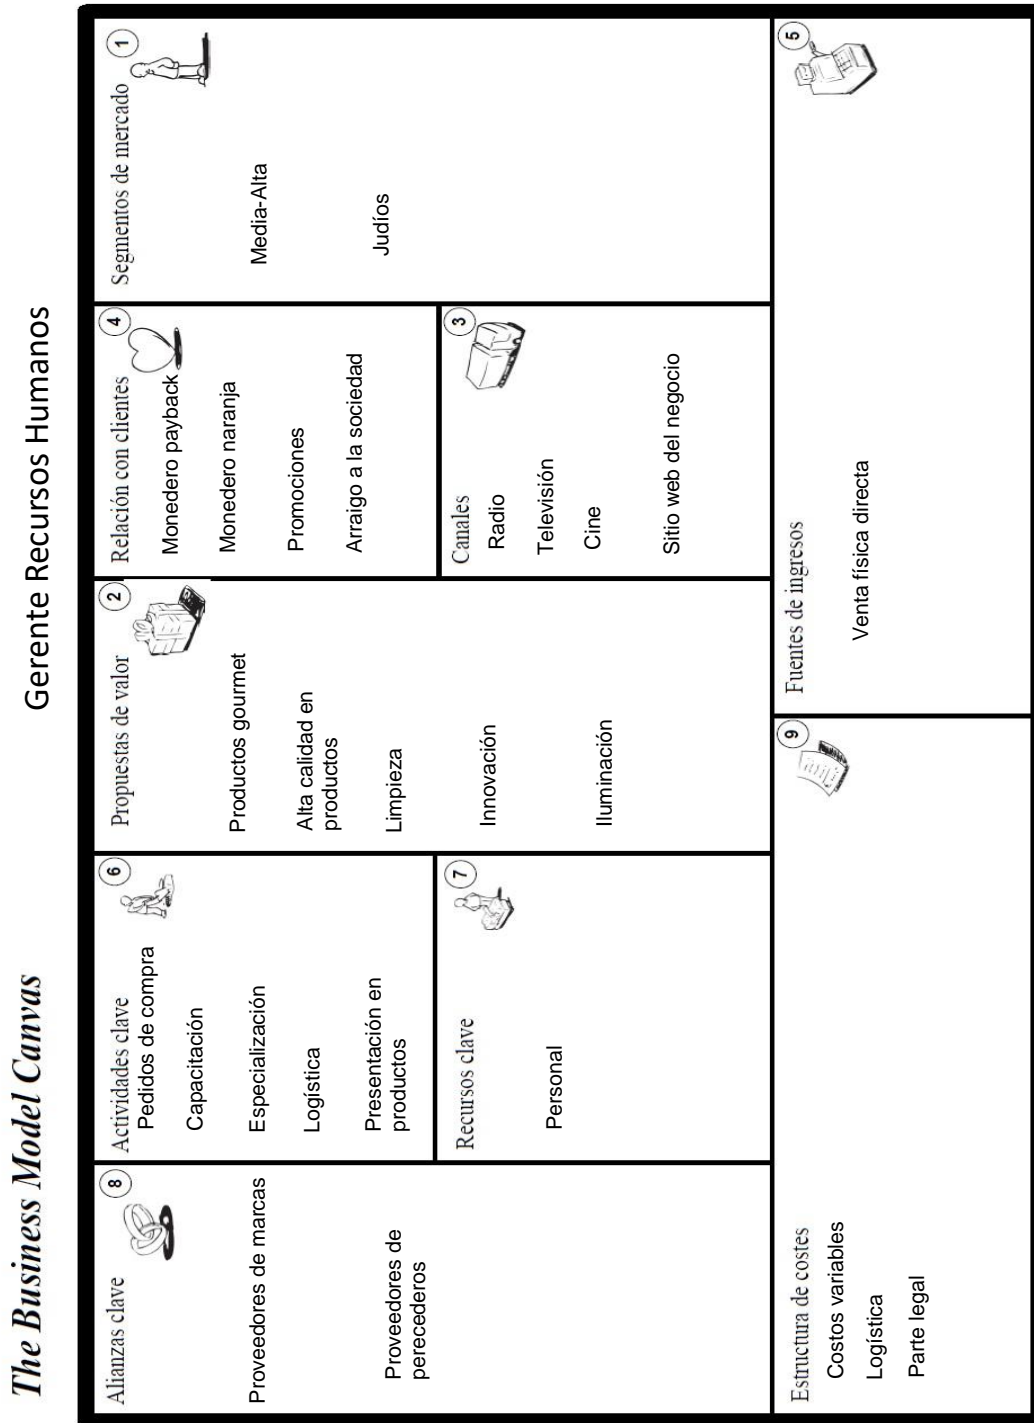 The Business Model Canvas
Gerente Recursos Humanos
Alianzas clave
8
Proveedores de marcas
Proveedores de
perecederos
Actividades clave
6
Pedidos de compra
Capacitación
Especialización
Logística
Presentación en
productos
Recursos clave
7
Personal
Propuestas de valor
2
Productos gourmet
Alta calidad en
productos
Limpieza
Innovación
Iluminación
Relación con clientes
4
Monedero payback
Monedero naranja
Promociones
Arraigo a la sociedad
Canales
3
Radio
Televisión
Cine
Sitio web del negocio
Segmentos de mercado
1
Media-Alta
Judíos
Estructura de costes
9
Costos variables
Logística
Parte legal
Fuentes de ingresos
5
Venta física directa